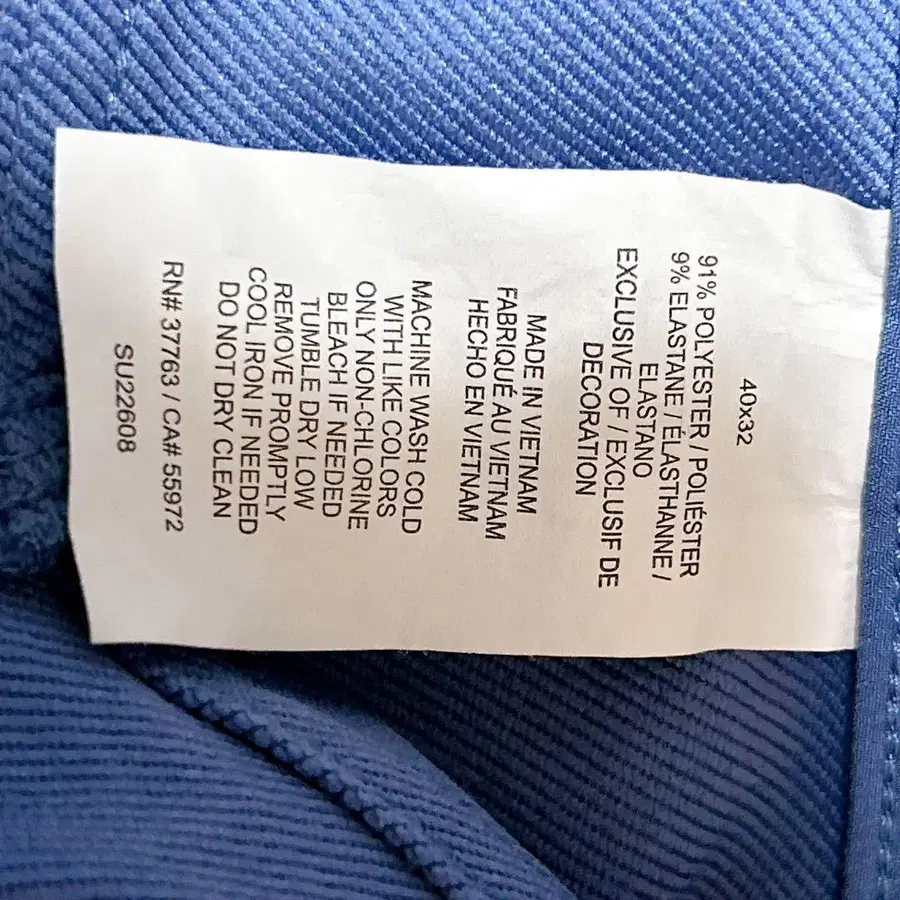 40x32
91% POLYESTER / POLIÉSTER
9% ELASTANE / ÉLASTHANNE /
ELASTANO
EXCLUSIVE OF / EXCLUSIF DE
DECORATION
MADE IN VIETNAM
FABRIQUÉ AU VIETNAM
HECHO EN VIETNAM
MACHINE WASH COLD
WITH LIKE COLORS
ONLY NON-CHLORINE
BLEACH IF NEEDED
TUMBLE DRY LOW
REMOVE PROMPTLY
COOL IRON IF NEEDED
DO NOT DRY CLEAN
RN# 37763 / CA# 55972
SU22608